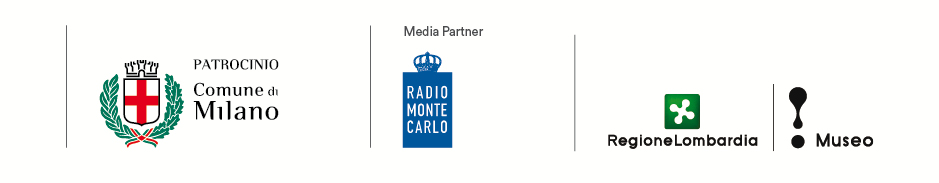 PATROCINIO
Comune di
Milano
Media Partner
RADIO
MONTE
CARLO
RegioneLombardia
Museo